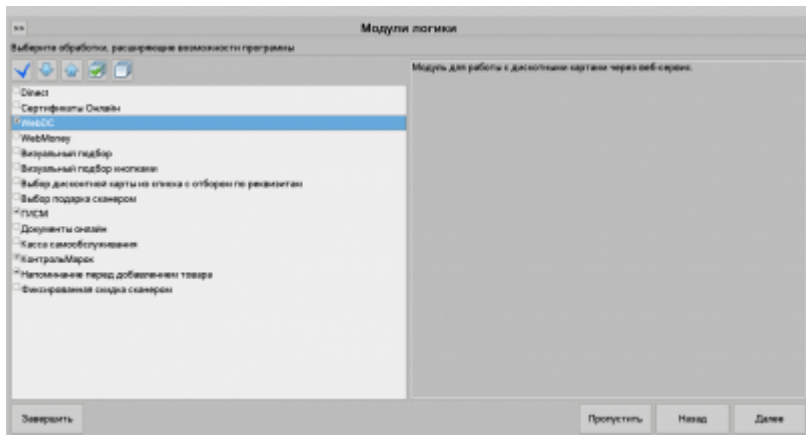 >>
Модули логики
Выберите обработки, расширяющие возможности программы
Модуль для работы с дисконтными картами через веб-сервис.
Direct
Сертификаты Онлайн
WebDC
WebMoney
Визуальный подбор
Визуальный подбор кнопками
Выбор дисконтной карты из списка с отбором по реквизитам
Выбор подарка сканером
ГИСМ
Документы онлайн
Касса самообслуживания
КонтрольМарок
Напоминание перед добавлением товара
Фиксированная скидка сканером
Завершить
Пропустить
Назад
Далее